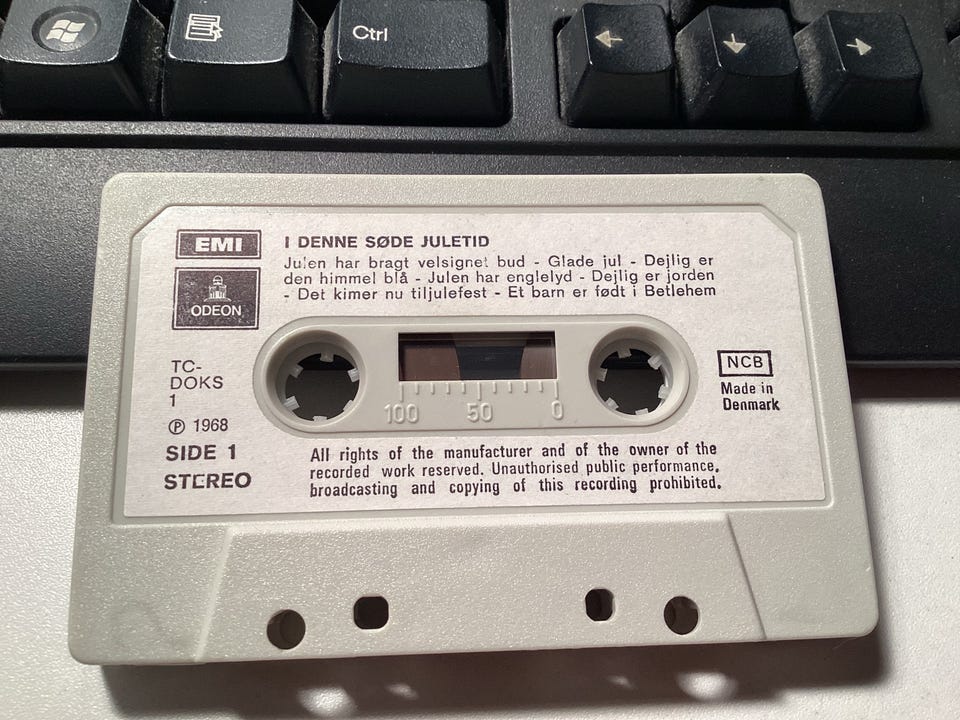 Ctrl
EMI
ODEON
I DENNE SØDE JULETID
Julen har bragt velsignet bud - Glade jul - Dejlig er
den himmel blå - Julen har englelyd - Dejlig er jorden
- Det kimer nu tiljulefest - Et barn er født i Betlehem
TC-
DOKS
1
℗ 1968
SIDE 1
STEREO
100 50 0
NCB
Made in
Denmark
All rights of the manufacturer and of the owner of the
recorded work reserved. Unauthorised public performance,
broadcasting and copying of this recording prohibited.